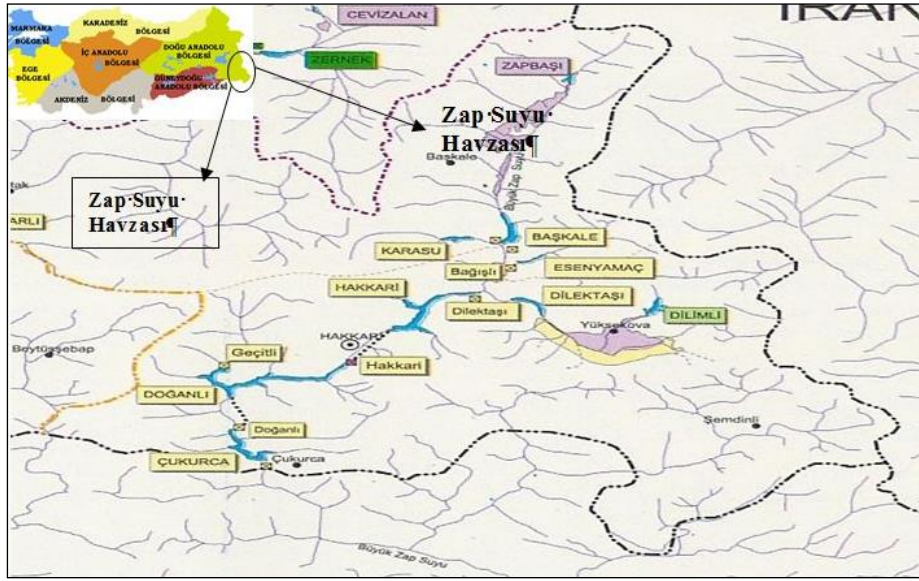 MARMARA
BÖLGESİ
KARADENİZ
BÖLGESİ
İÇ ANADOLU
BÖLGESİ
DOĞU ANADOLU
BÖLGESİ
EGE
BÖLGESİ
GÜNEYDOĞU
ANADOLU BÖLGESİ
AKDENİZ
BÖLGESİ
CEVİZALAN
IRAK
ZERNEK
ZAPBAŞI
Zap·Suyu·
Havzası¶
Başkale
Büyük Zap Suyu
Zap·Suyu·
Havzası¶
ARLI
KARASU
BAŞKALE
Bağışlı
ESENYAMAÇ
HAKKARİ
DİLEKTAŞI
Dilektaşı
DİLİMLİ
Yüksekova
HAKKARİ
Beytüşşebap
Geçitli
Hakkari
DOĞANLI
Doğanlı
Şemdinli
ÇUKURCA
Çukurca
Büyük Zap Suyu